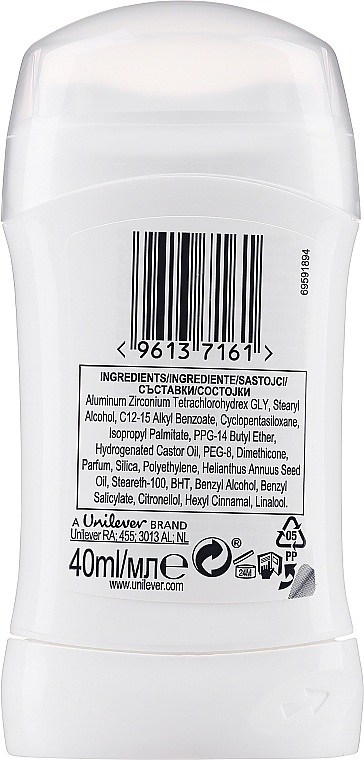 69591894
<9613 7161>
INGREDIENTS/INGREDIENTE/SASTOJCI/
СЪСТАВКИ/СОСТОЈКИ
Aluminum Zirconium Tetrachlorohydrex GLY, Stearyl
Alcohol, C12-15 Alkyl Benzoate, Cyclopentasiloxane,
Isopropyl Palmitate, PPG-14 Butyl Ether,
Hydrogenated Castor Oil, PEG-8, Dimethicone,
Parfum, Silica, Polyethylene, Helianthus Annuus Seed
Oil, Steareth-100, BHT, Benzyl Alcohol, Benzyl
Salicylate, Citronellol, Hexyl Cinnamal, Linalool.
A Unilever BRAND
Unilever RA; 455; 3013 AL; NL
40ml/мл e
www.unilever.com
®
24M
05
PP